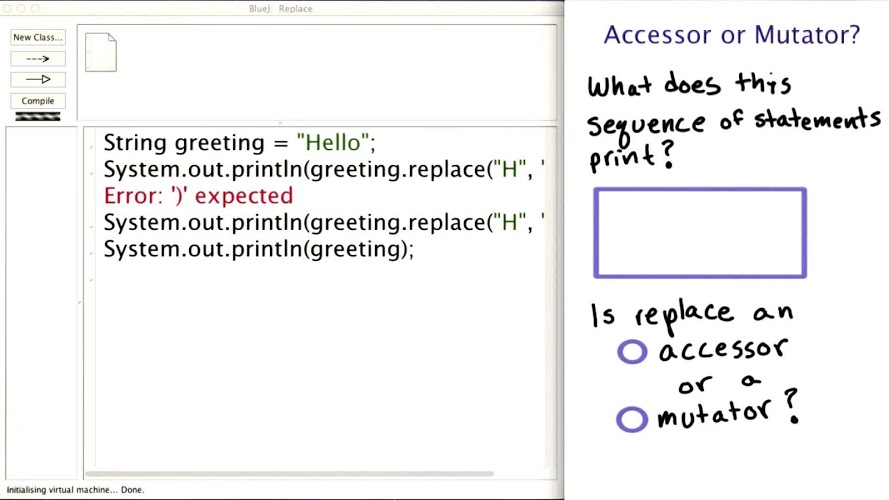 BlueJ: Replace
New Class...
Compile
String greeting = "Hello";
System.out.println(greeting.replace("H", "
Error: ')' expected
System.out.println(greeting.replace("H", "
System.out.println(greeting);
Initialising virtual machine... Done.
Accessor or Mutator?
What does this
sequence of statements
print?
Is replace an
accessor
or a
mutator?